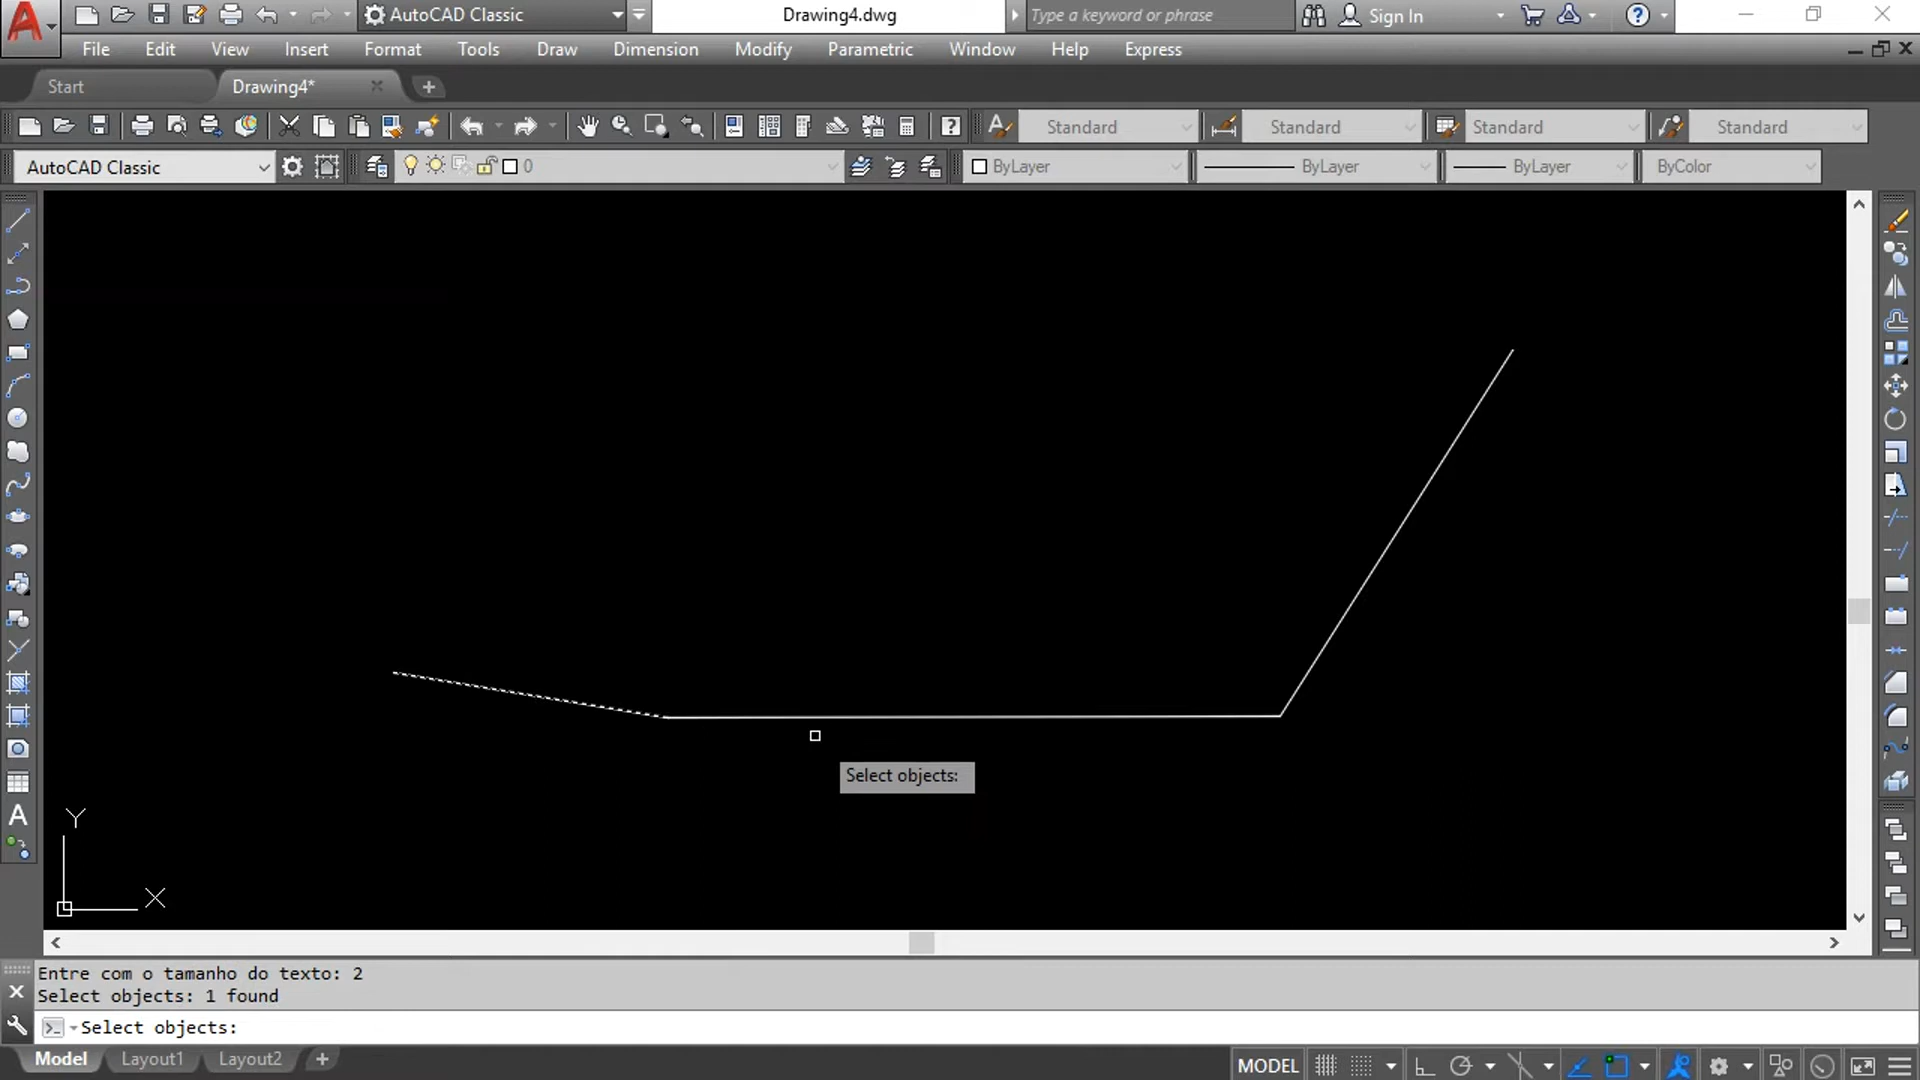 AutoCAD Classic
Drawing4.dwg
Type a keyword or phrase
Sign In
File Edit View Insert Format Tools Draw Dimension Modify Parametric Window Help Express
Start
Drawing4*
Standard
Standard
Standard
Standard
AutoCAD Classic
0
ByLayer
ByLayer
ByLayer
ByColor
Select objects:
Y
X
A
Entre com o tamanho do texto: 2
Select objects: 1 found
Select objects:
Model Layout1 Layout2
MODEL